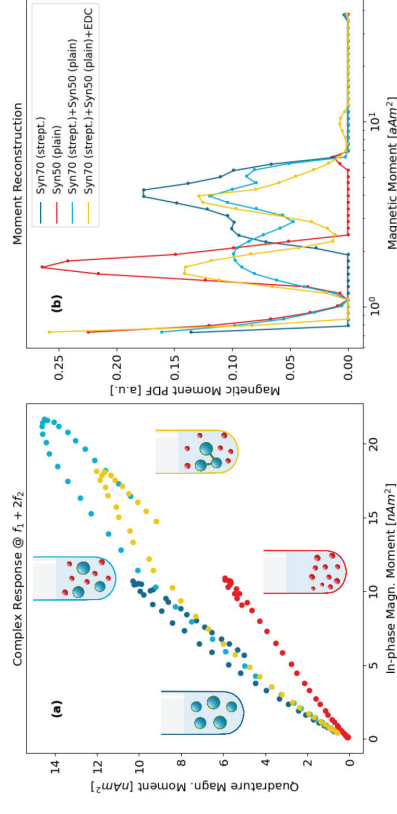 Complex Response @ f₁ + 2f₂
(a)
14
12
10
8
6
4
2
0
Quadrature Magn. Moment [nAm²]
0
5
10
15
20
In-phase Magn. Moment [nAm²]
Moment Reconstruction
(b)
Syn70 (strept.)
Syn50 (plain)
Syn70 (strept.)+Syn50 (plain)
Syn70 (strept.)+Syn50 (plain)+EDC
0.25
0.20
0.15
0.10
0.05
0.00
Magnetic Moment PDF [a.u.]
10⁰
10¹
Magnetic Moment [aAm²]